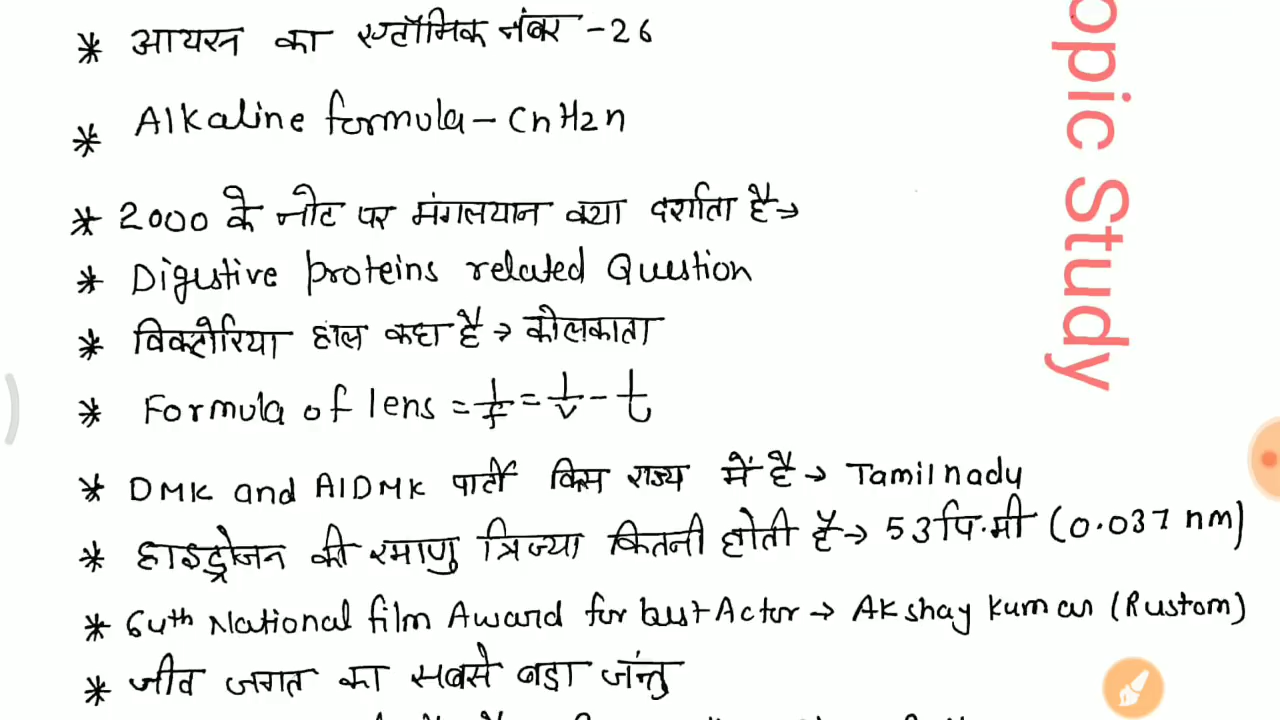 * आयरन का एटॉमिक नंबर -26
* Alkaline formula - CnH2n
* 2000 के नोट पर मंगलयान क्या दर्शाता है →
* Digestive proteins related Question
* विक्टोरिया हाल कहा है → कोलकाता
* Formula of lens = 1/f = 1/v - 1/u
* DMK and AIDMK पार्टी किस राज्य में है → Tamilnady
* हाइड्रोजन की रमाणु त्रिज्या कितनी होती है → 53 पि.मी (0.037 nm)
* 64th National film Award for best Actor → Akshay kumar (Rustom)
* जीव जगत का सबसे बड़ा जंन्तु
opic Study